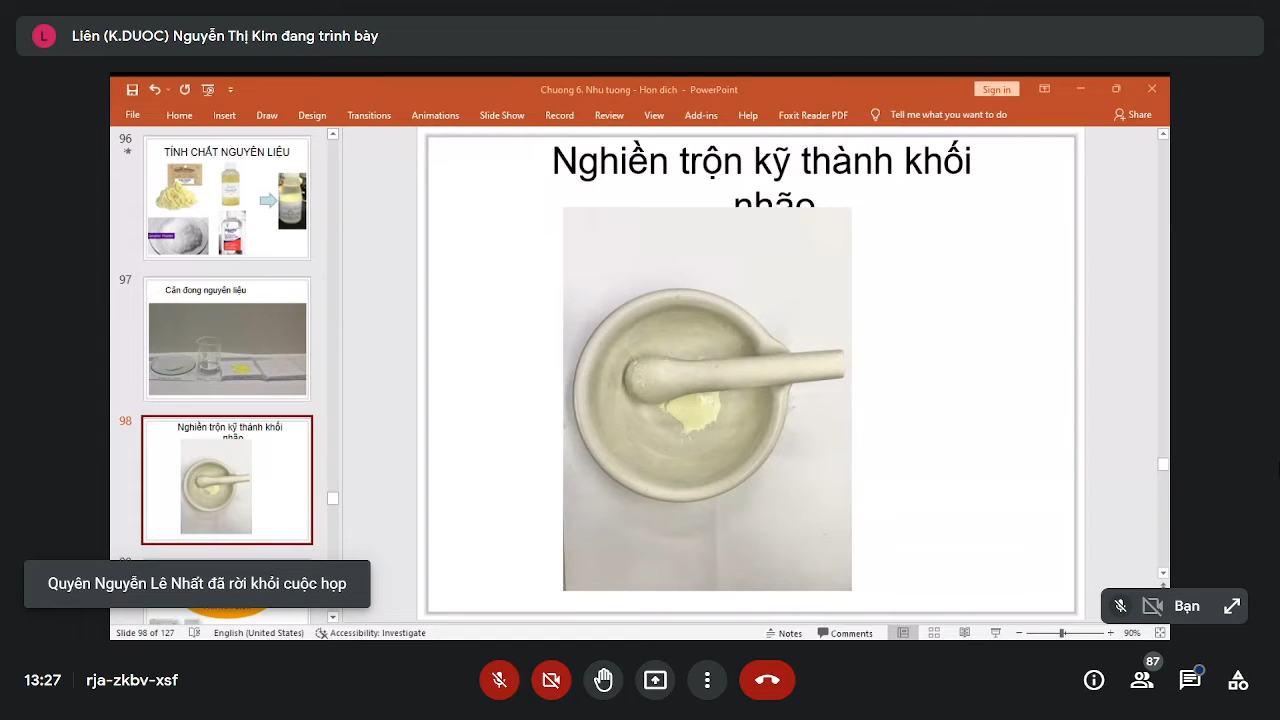 L Liên (K.DUOC) Nguyễn Thị Kim đang trình bày
Chuong 6. Nhu tuong - Hon dich - PowerPoint
Sign in
File Home Insert Draw Design Transitions Animations Slide Show Record Review View Add-ins Help Foxit Reader PDF Tell me what you want to do Share
96
TÍNH CHẤT NGUYÊN LIỆU
97
Cân đong nguyên liệu
98
Nghiền trộn kỹ thành khối
nhão
Nghiền trộn kỹ thành khối
nhão
Quyên Nguyễn Lê Nhất đã rời khỏi cuộc họp
Bạn
Slide 98 of 127 English (United States) Accessibility: Investigate Notes Comments 90%
13:27 rja-zkbv-xsf
87